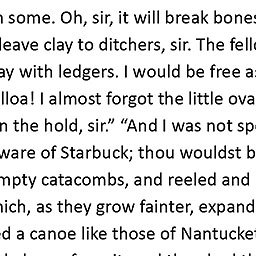 some. Oh, sir, it will break bones
leave clay to ditchers, sir. The fell
with ledgers. I would be free as
lloa! I almost forgot the little ova
n the hold, sir.” “And I was not sp
ware of Starbuck; thou wouldst b
mpty catacombs, and reeled and
hich, as they grow fainter, expand
d a canoe like those of Nantucket